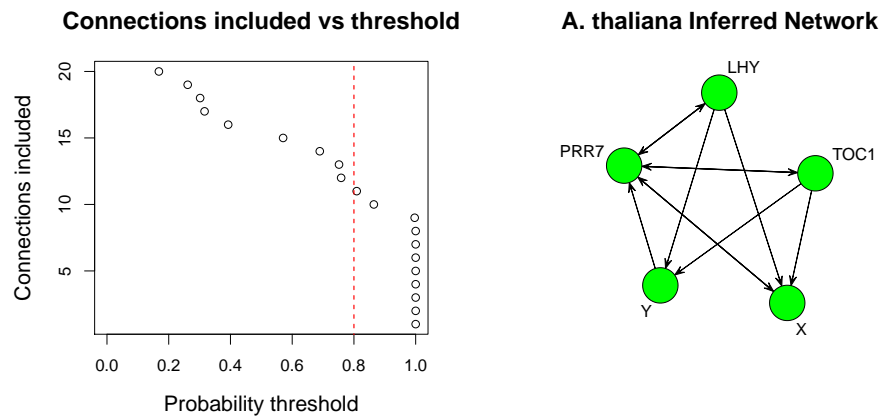 Connections included vs threshold
A. thaliana Inferred Network
Connections included
20
15
10
5
0.0 0.2 0.4 0.6 0.8 1.0
Probability threshold
LHY
PRR7
TOC1
Y
X